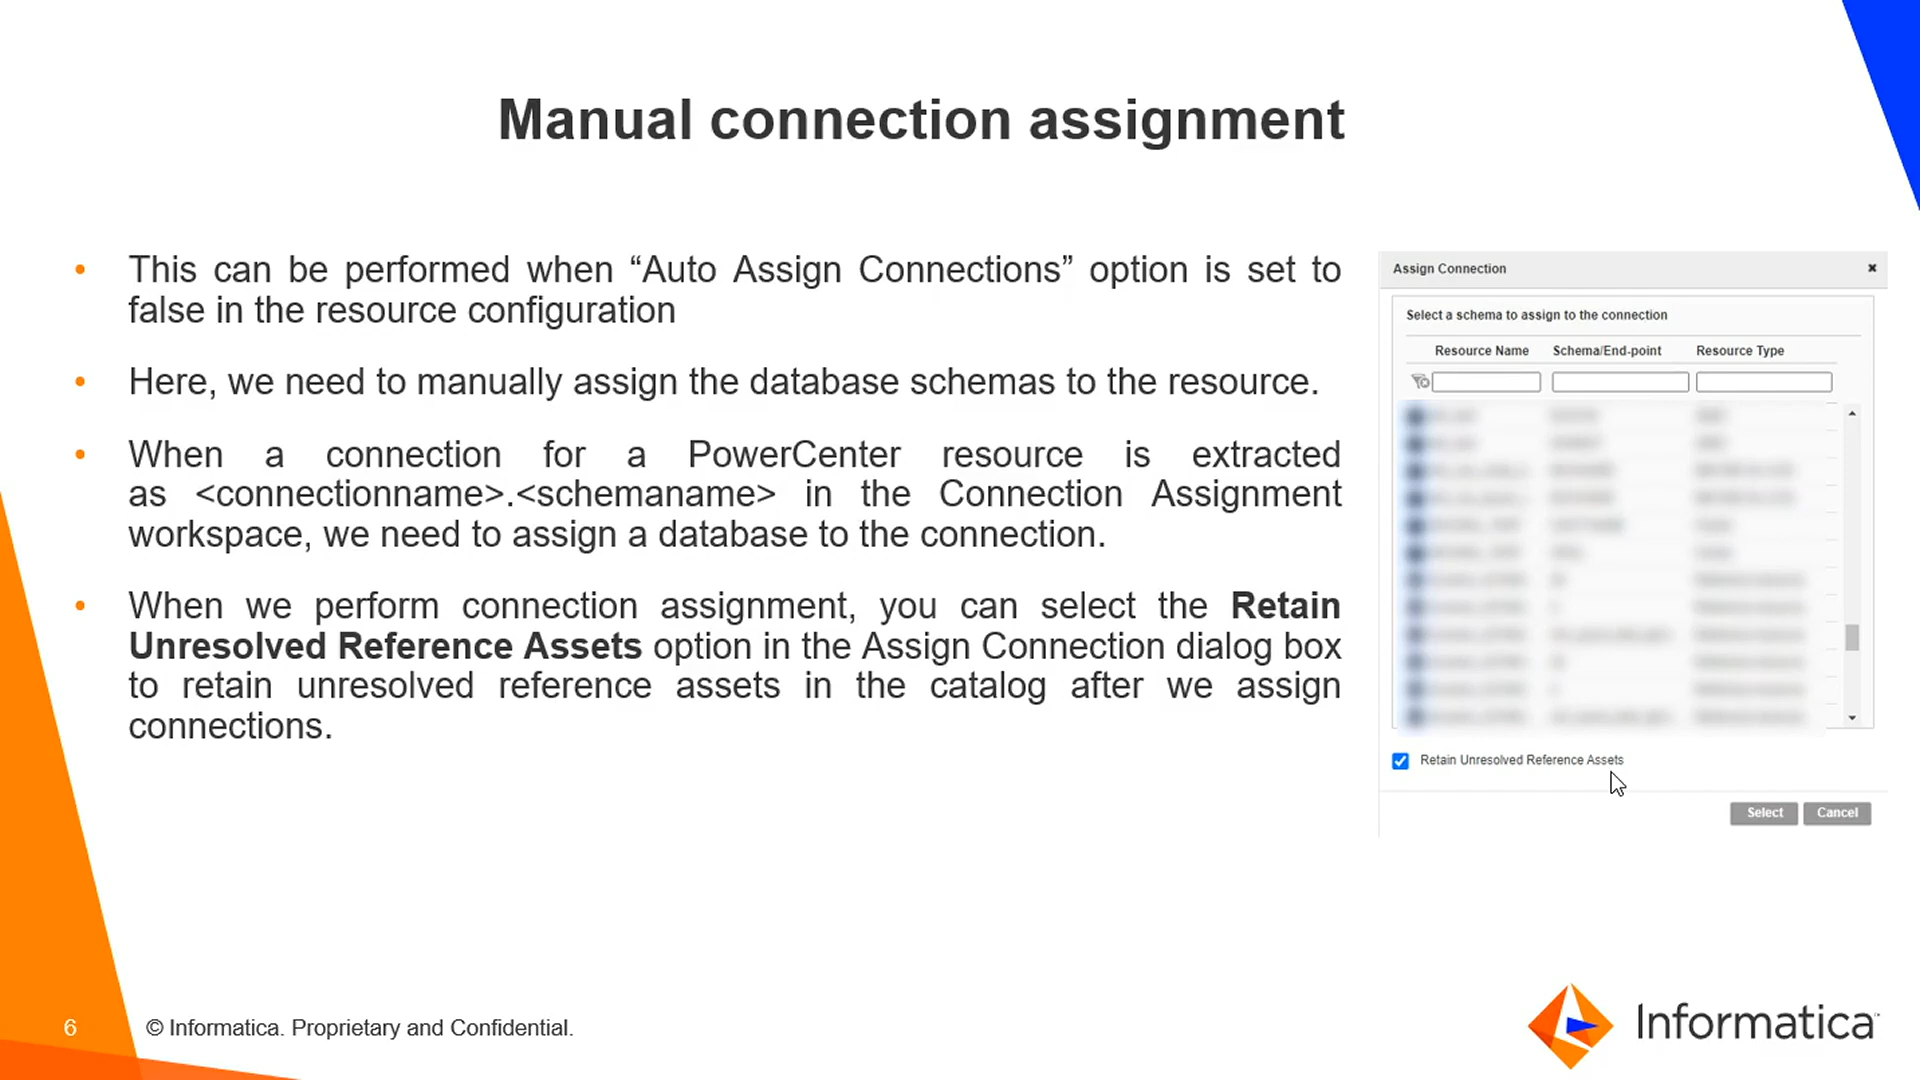 Manual connection assignment
• This can be performed when “Auto Assign Connections” option is set to
false in the resource configuration
• Here, we need to manually assign the database schemas to the resource.
• When a connection for a PowerCenter resource is extracted
as <connectionname>.<schemaname> in the Connection Assignment
workspace, we need to assign a database to the connection.
• When we perform connection assignment, you can select the Retain
Unresolved Reference Assets option in the Assign Connection dialog box
to retain unresolved reference assets in the catalog after we assign
connections.
Assign Connection
Select a schema to assign to the connection
Resource Name Schema/End-point Resource Type
Retain Unresolved Reference Assets
Select Cancel
6 © Informatica. Proprietary and Confidential.
Informatica